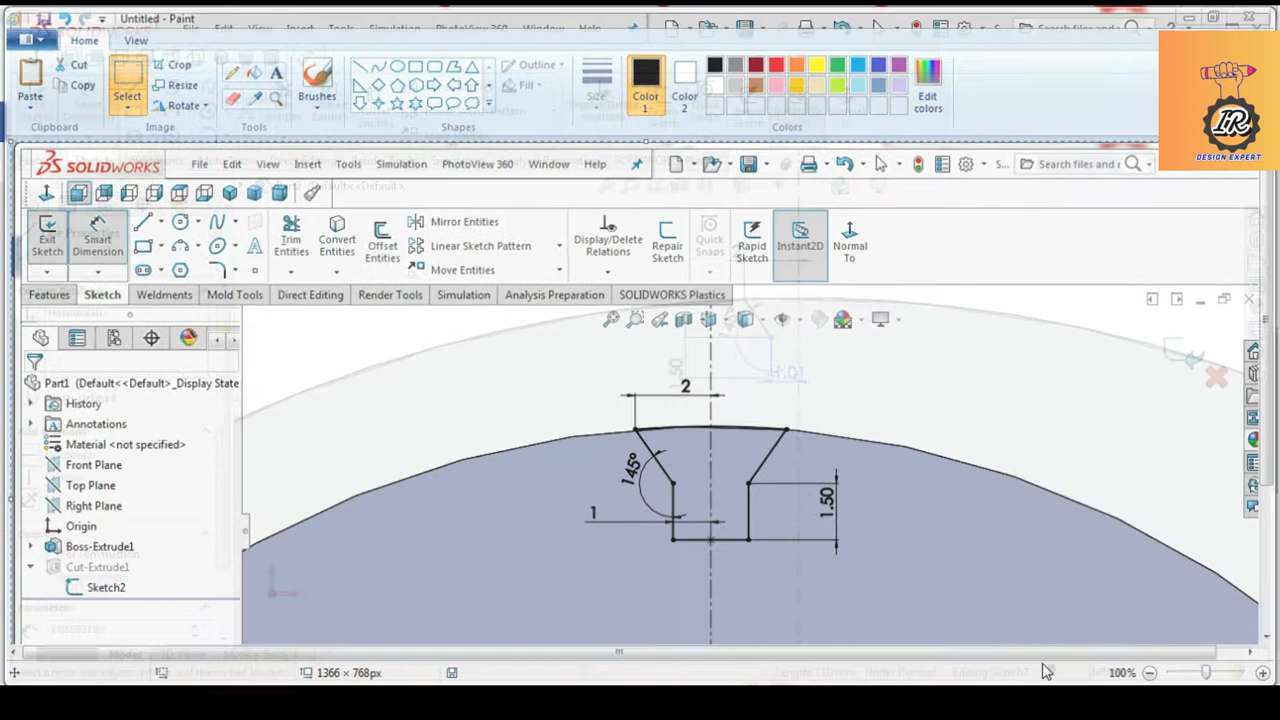 Untitled - Paint
Home View
Paste
Cut
Copy
Select
Crop
Resize
Rotate
Brushes
Outline
Fill
Size
Color 1
Color 2
Edit colors
Clipboard Image Tools Shapes Colors
IR
DESIGN EXPERT
SOLIDWORKS File Edit View Insert Tools Simulation PhotoView 360 Window Help S... Search files and
Exit Sketch
Smart Dimension
Trim Entities
Convert Entities
Offset Entities
Mirror Entities
Linear Sketch Pattern
Move Entities
Display/Delete Relations
Repair Sketch
Quick Snaps
Rapid Sketch
Instant2D
Normal To
Features Sketch Weldments Mold Tools Direct Editing Render Tools Simulation Analysis Preparation SOLIDWORKS Plastics
Part1 (Default<<Default>_Display State
History
Annotations
Material <not specified>
Front Plane
Top Plane
Right Plane
Origin
Boss-Extrude1
Cut-Extrude1
Sketch2
2
145°
1
1.50
1366 × 768px
100%